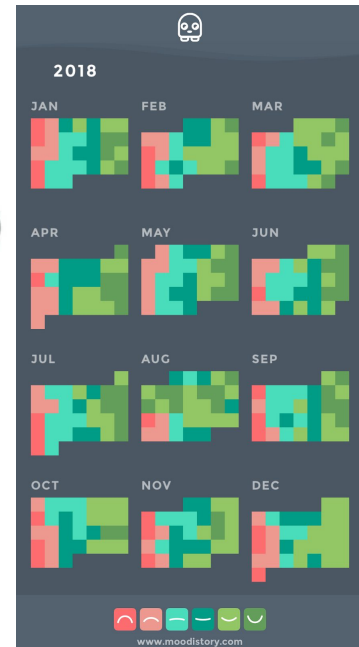 2018
JAN FEB MAR
APR MAY JUN
JUL AUG SEP
OCT NOV DEC
www.moodistory.com